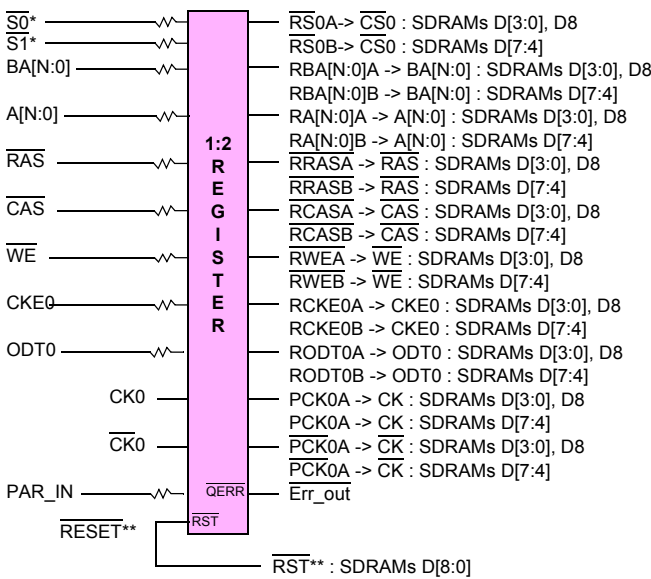 S0*
RS0A-> CS0 : SDRAMs D[3:0], D8
S1*
RS0B-> CS0 : SDRAMs D[7:4]
BA[N:0]
RBA[N:0]A -> BA[N:0] : SDRAMs D[3:0], D8
RBA[N:0]B -> BA[N:0] : SDRAMs D[7:4]
A[N:0]
RA[N:0]A -> A[N:0] : SDRAMs D[3:0], D8
RA[N:0]B -> A[N:0] : SDRAMs D[7:4]
1:2
R
E
G
I
S
T
E
R
RAS
RRASA -> RAS : SDRAMs D[3:0], D8
RRASB -> RAS : SDRAMs D[7:4]
CAS
RCASA -> CAS : SDRAMs D[3:0], D8
RCASB -> CAS : SDRAMs D[7:4]
WE
RWEA -> WE : SDRAMs D[3:0], D8
RWEB -> WE : SDRAMs D[7:4]
CKE0
RCKE0A -> CKE0 : SDRAMs D[3:0], D8
RCKE0B -> CKE0 : SDRAMs D[7:4]
ODT0
RODT0A -> ODT0 : SDRAMs D[3:0], D8
RODT0B -> ODT0 : SDRAMs D[7:4]
CK0
PCK0A -> CK : SDRAMs D[3:0], D8
PCK0A -> CK : SDRAMs D[7:4]
CK0
PCK0A -> CK : SDRAMs D[3:0], D8
PCK0A -> CK : SDRAMs D[7:4]
PAR_IN
QERR
Err_out
RESET**
RST
RST** : SDRAMs D[8:0]